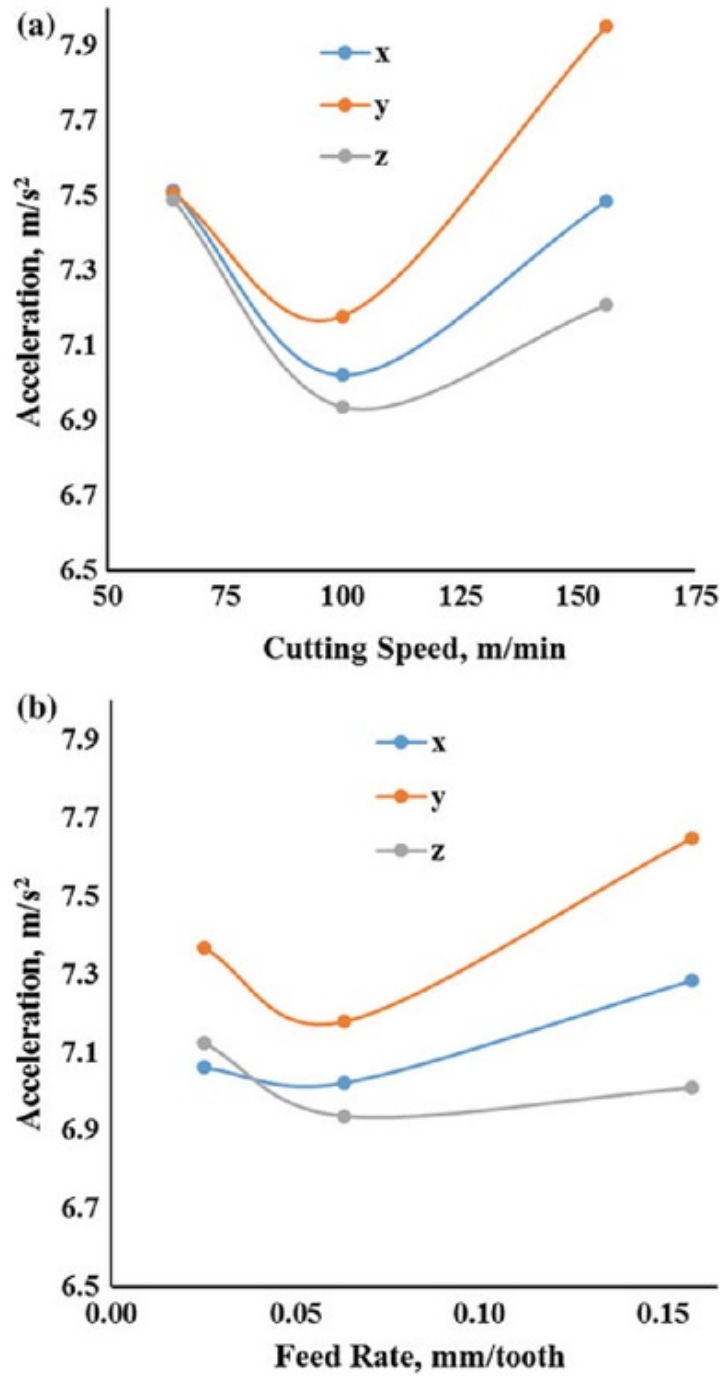 (a)
7.9
7.7
7.5
7.3
7.1
6.9
6.7
6.5
Acceleration, m/s²
x
y
z
50 75 100 125 150 175
Cutting Speed, m/min
(b)
7.9
7.7
7.5
7.3
7.1
6.9
6.7
6.5
Acceleration, m/s²
x
y
z
0.00 0.05 0.10 0.15
Feed Rate, mm/tooth